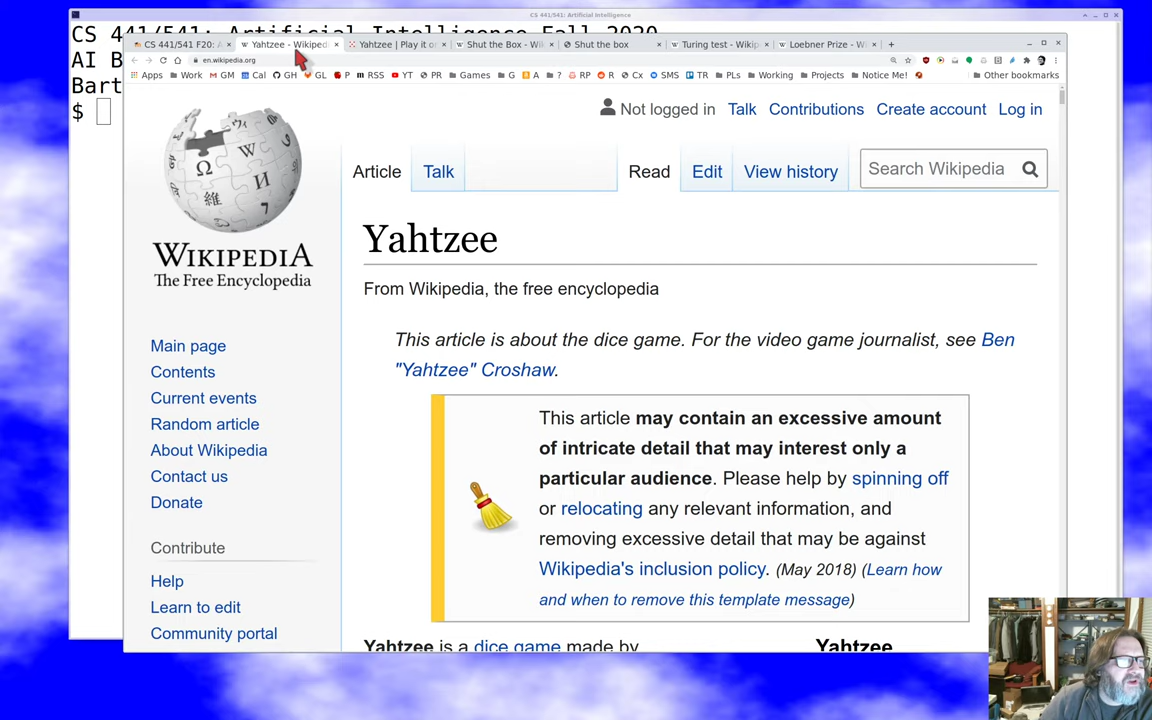 CS 441/541: Artificial Intelligence
CS 441/541: Artificial Intelligence Fall 2020
AI B
Bart
$
CS 441/541 F20: A
Yahtzee - Wikiped
Yahtzee | Play it on
Shut the Box - Wik
Shut the box
Turing test - Wikip
Loebner Prize - Wi
en.wikipedia.org
Apps Work GM Cal GH GL P RSS YT PR Games G A ? RP R Cx SMS TR PLs Working Projects Notice Me! Other bookmarks
Not logged in Talk Contributions Create account Log in
Article Talk Read Edit View history Search Wikipedia
WIKIPEDIA
The Free Encyclopedia
Yahtzee
From Wikipedia, the free encyclopedia
This article is about the dice game. For the video game journalist, see Ben
"Yahtzee" Croshaw.
This article may contain an excessive amount
of intricate detail that may interest only a
particular audience. Please help by spinning off
or relocating any relevant information, and
removing excessive detail that may be against
Wikipedia's inclusion policy. (May 2018) (Learn how
and when to remove this template message)
Yahtzee is a dice game made by
Yahtzee
Main page
Contents
Current events
Random article
About Wikipedia
Contact us
Donate
Contribute
Help
Learn to edit
Community portal